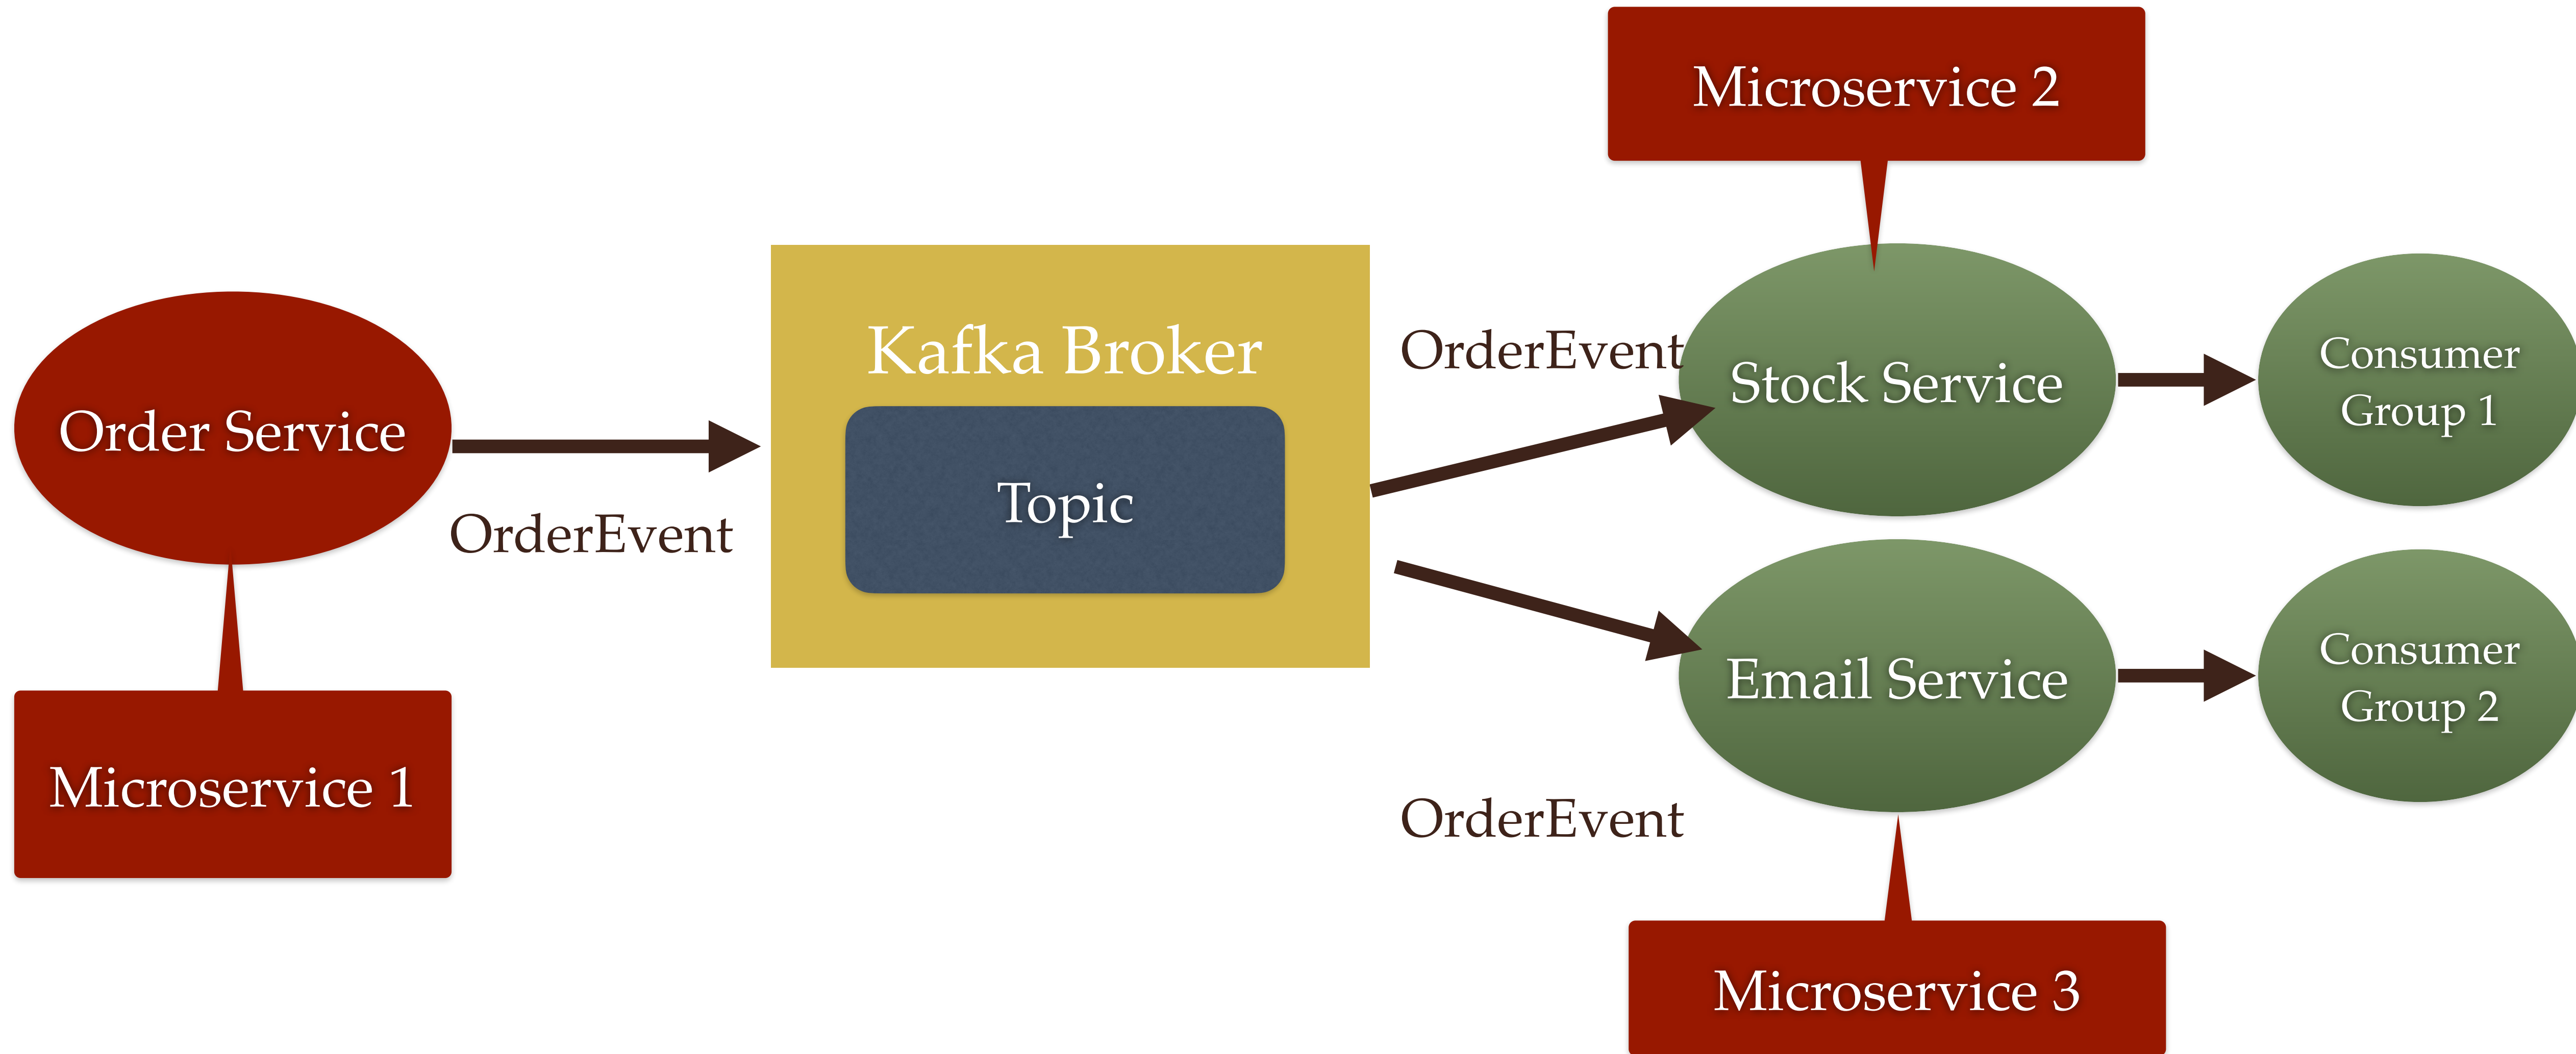 Microservice 2
Kafka Broker
OrderEvent
Stock Service
Consumer
Group 1
Order Service
Topic
OrderEvent
Email Service
Consumer
Group 2
Microservice 1
OrderEvent
Microservice 3